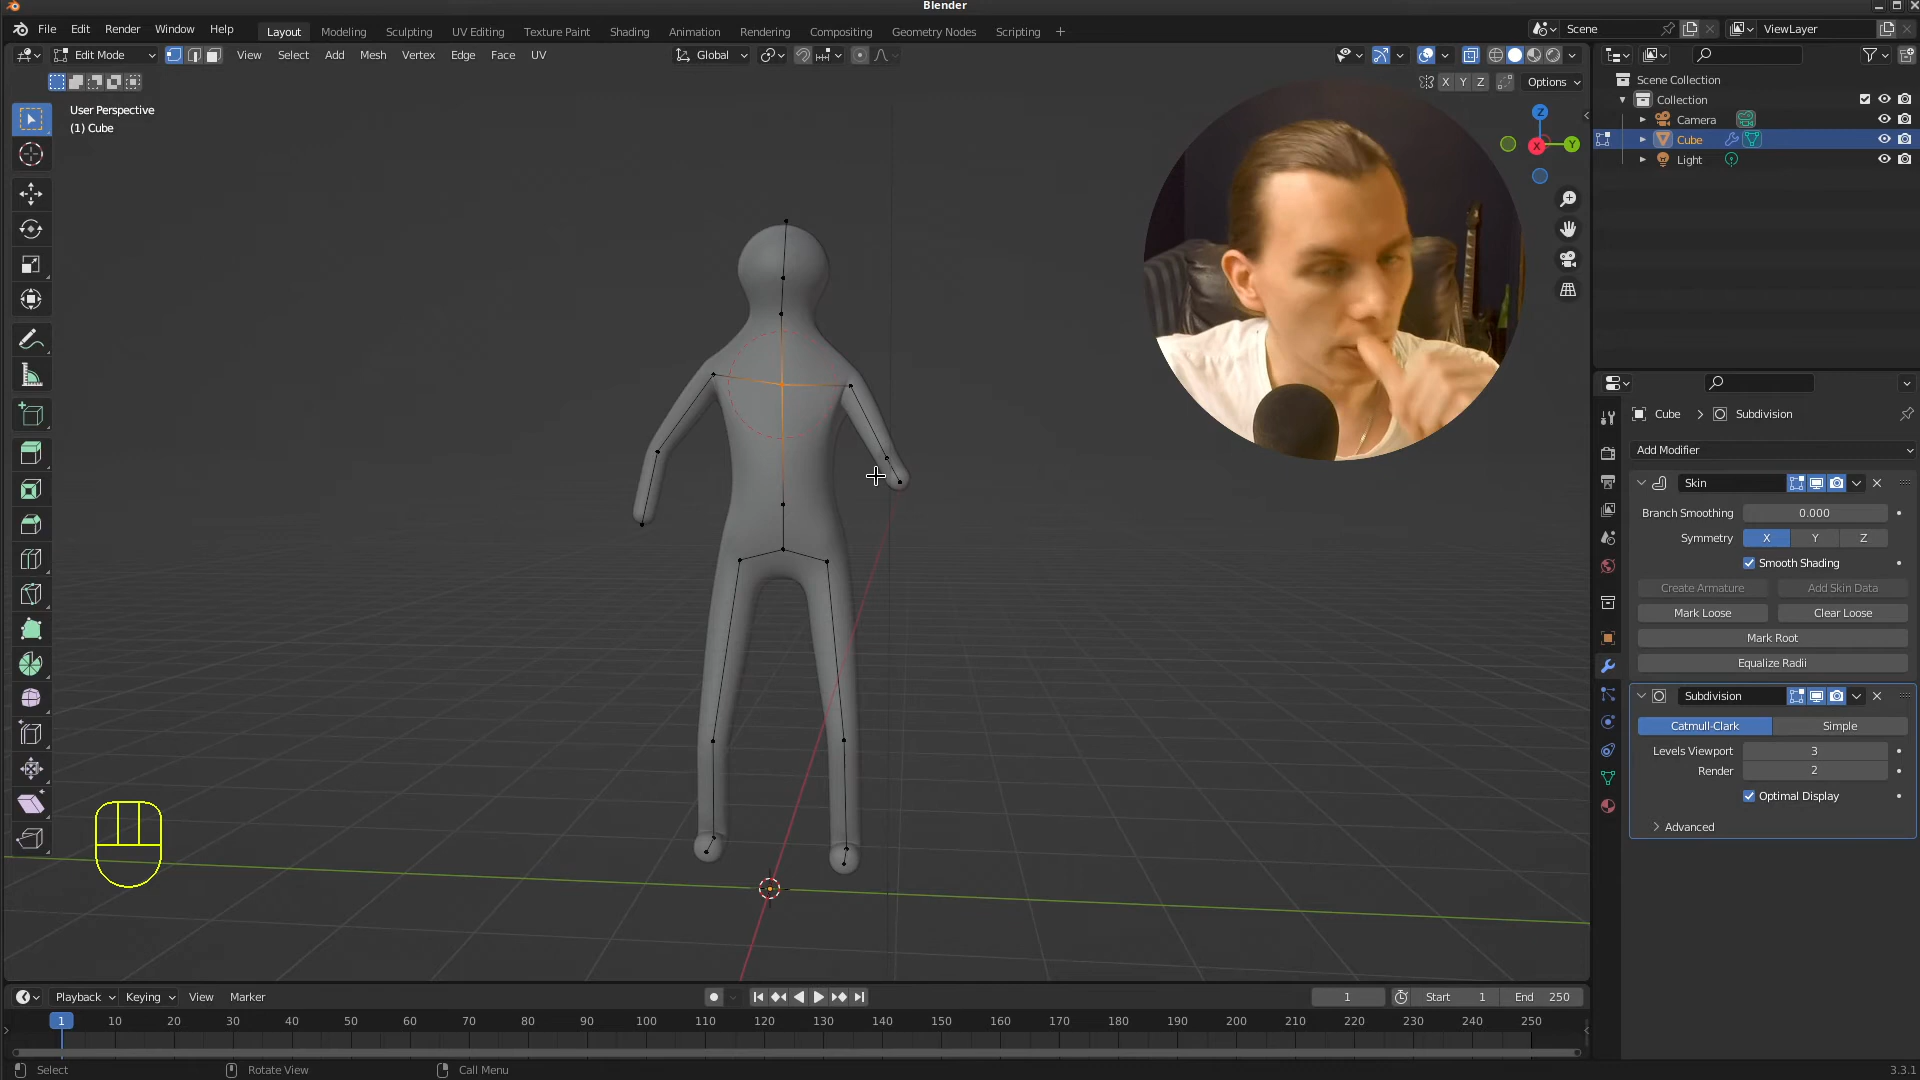 Blender
File Edit Render Window Help Layout Modeling Sculpting UV Editing Texture Paint Shading Animation Rendering Compositing Geometry Nodes Scripting + Scene ViewLayer
Edit Mode View Select Add Mesh Vertex Edge Face UV Global
X Y Z Options
User Perspective
(1) Cube
Z
Y
X
Scene Collection
Collection
Camera
Cube
Light
Cube > Subdivision
Add Modifier
Skin
Branch Smoothing 0.000
Symmetry X Y Z
Smooth Shading
Create Armature Add Skin Data
Mark Loose Clear Loose
Mark Root
Equalize Radii
Subdivision
Catmull-Clark Simple
Levels Viewport 3
Render 2
Optimal Display
Advanced
Playback Keying View Marker 1 Start 1 End 250
1 10 20 30 40 50 60 70 80 90 100 110 120 130 140 150 160 170 180 190 200 210 220 230 240 250
Select Rotate View Call Menu 3.3.1